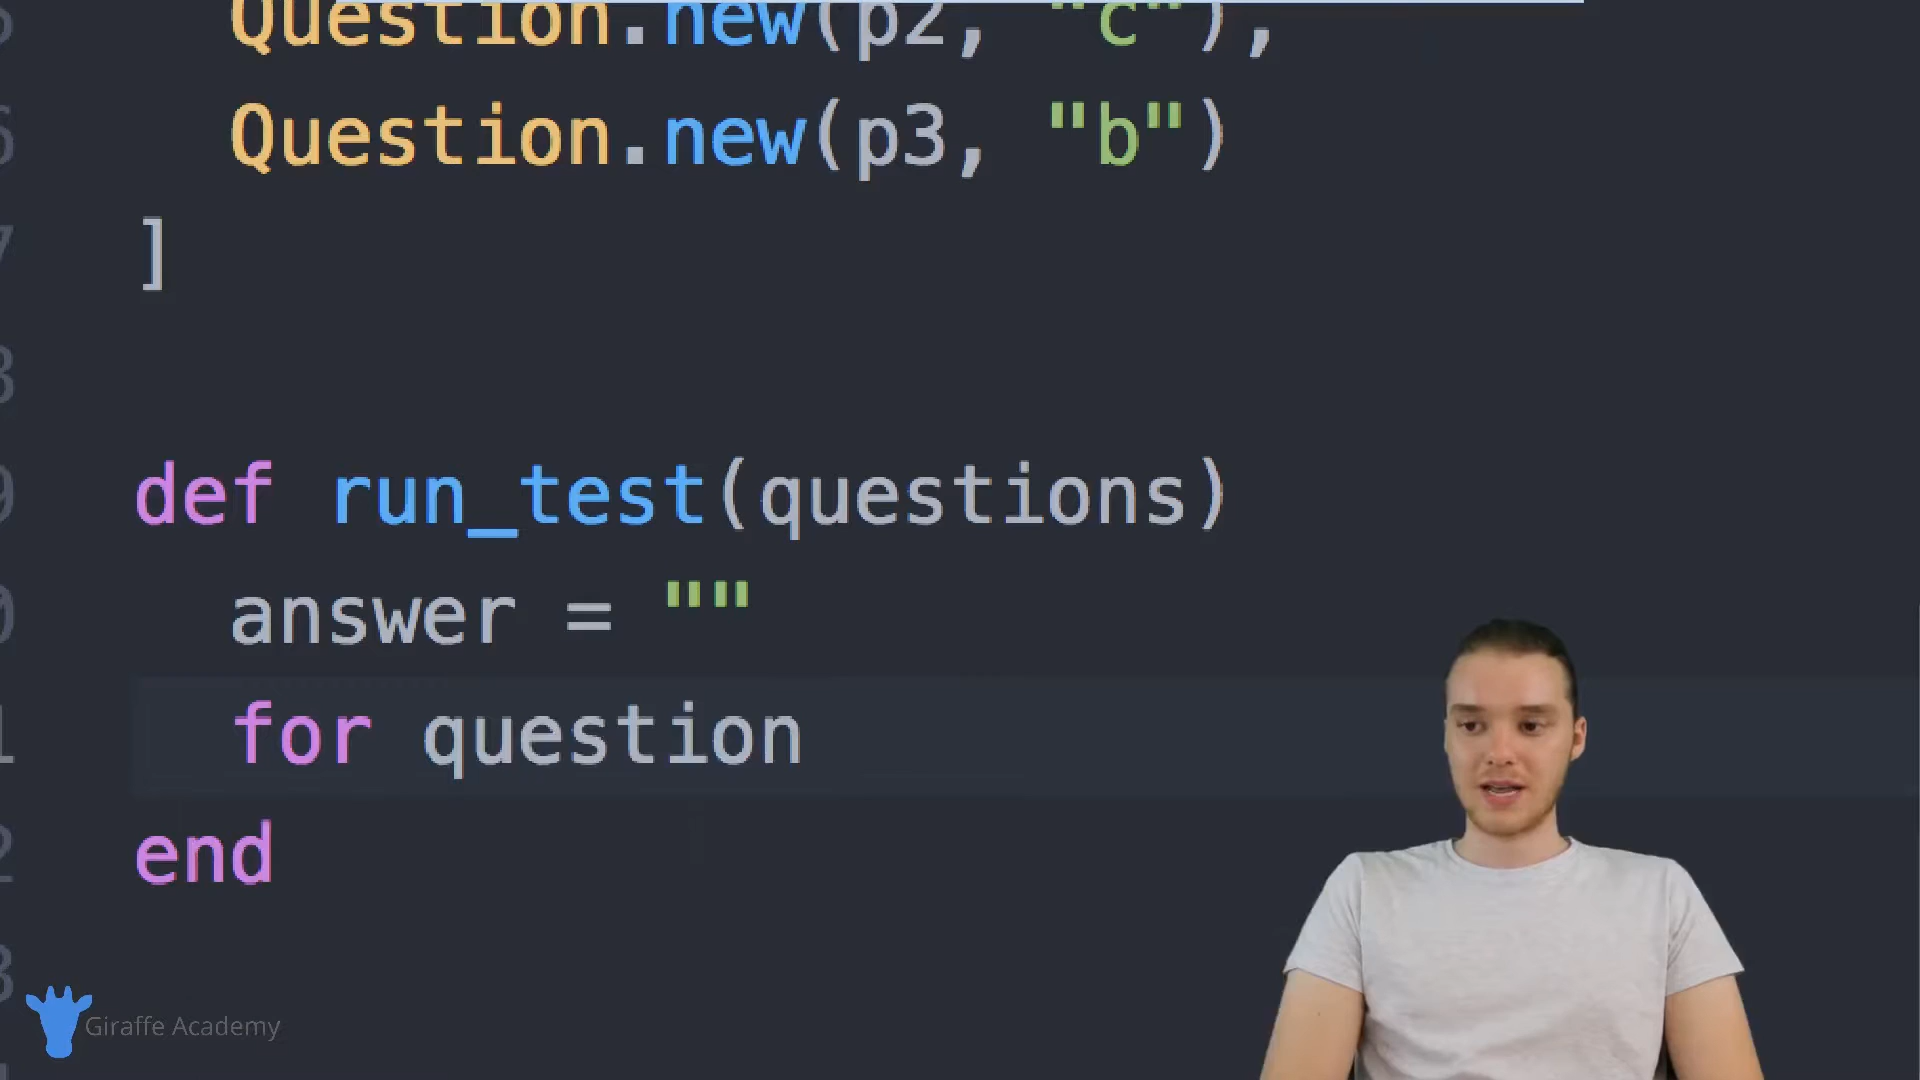 Question.new(p2, "c"),
Question.new(p3, "b")
]
def run_test(questions)
answer = ""
for question
end
Giraffe Academy